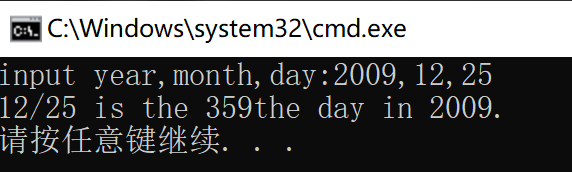 C:\Windows\system32\cmd.exe
input year,month,day:2009,12,25
12/25 is the 359the day in 2009.
请按任意键继续. . .